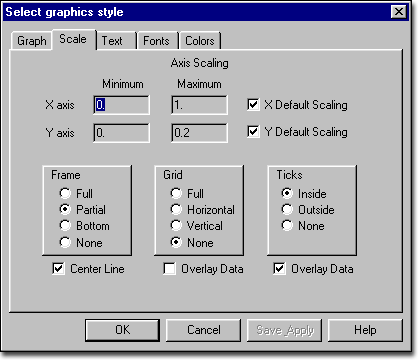 Select graphics style
Graph Scale Text Fonts Colors
Axis Scaling
Minimum Maximum
X axis 0. 1. X Default Scaling
Y axis 0. 0.2 Y Default Scaling
Frame Grid Ticks
Full Full Inside
Partial Horizontal Outside
Bottom Vertical None
None None
Center Line Overlay Data Overlay Data
OK Cancel Save_Apply Help